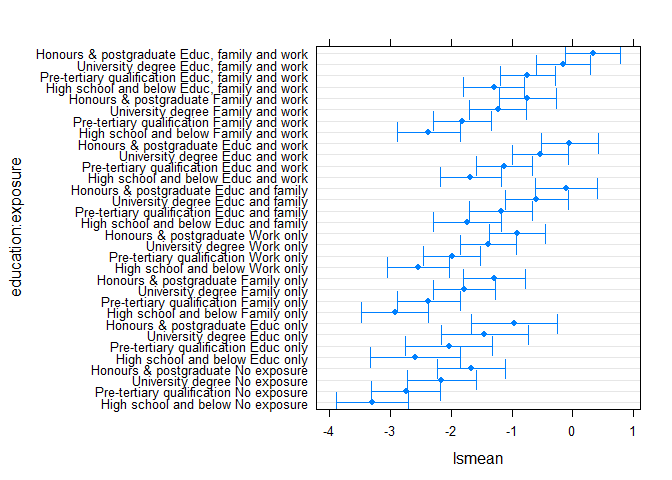 Honours & postgraduate Educ, family and work
University degree Educ, family and work
Pre-tertiary qualification Educ, family and work
High school and below Educ, family and work
Honours & postgraduate Family and work
University degree Family and work
Pre-tertiary qualification Family and work
High school and below Family and work
Honours & postgraduate Educ and work
University degree Educ and work
Pre-tertiary qualification Educ and work
High school and below Educ and work
Honours & postgraduate Educ and family
University degree Educ and family
Pre-tertiary qualification Educ and family
High school and below Educ and family
Honours & postgraduate Work only
University degree Work only
Pre-tertiary qualification Work only
High school and below Work only
Honours & postgraduate Family only
University degree Family only
Pre-tertiary qualification Family only
High school and below Family only
Honours & postgraduate Educ only
University degree Educ only
Pre-tertiary qualification Educ only
High school and below Educ only
Honours & postgraduate No exposure
University degree No exposure
Pre-tertiary qualification No exposure
High school and below No exposure
education:exposure
-4 -3 -2 -1 0 1
lsmean